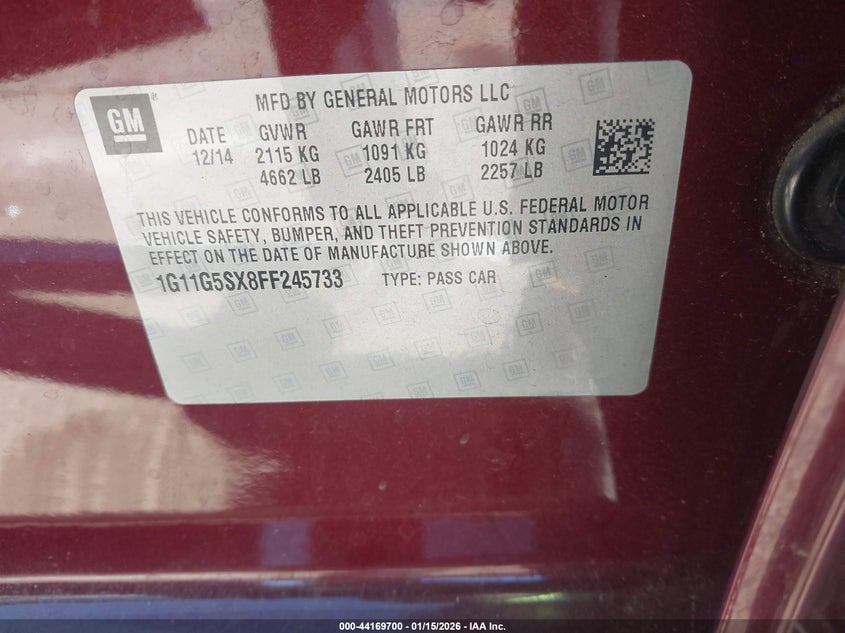 GM®
MFD BY GENERAL MOTORS LLC
DATE GVWR GAWR FRT GAWR RR
12/14 2115 KG 1091 KG 1024 KG
4662 LB 2405 LB 2257 LB
THIS VEHICLE CONFORMS TO ALL APPLICABLE U.S. FEDERAL MOTOR
VEHICLE SAFETY, BUMPER, AND THEFT PREVENTION STANDARDS IN
EFFECT ON THE DATE OF MANUFACTURE SHOWN ABOVE.
1G11G5SX8FF245733 TYPE: PASS CAR
000-44169700 - 01/15/2026 - IAA Inc.